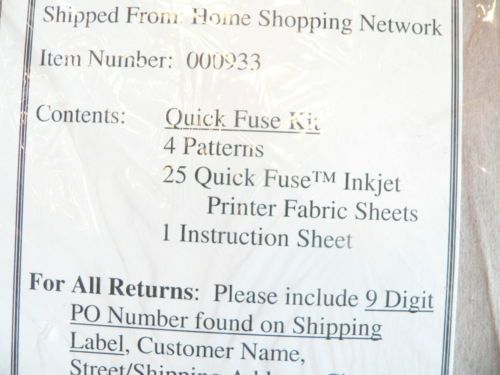 Shipped From: Home Shopping Network
Item Number: 000933
Contents: Quick Fuse Kit
4 Patterns
25 Quick Fuse™ Inkjet
Printer Fabric Sheets
1 Instruction Sheet
For All Returns: Please include 9 Digit
PO Number found on Shipping
Label, Customer Name,
Street/Shipping